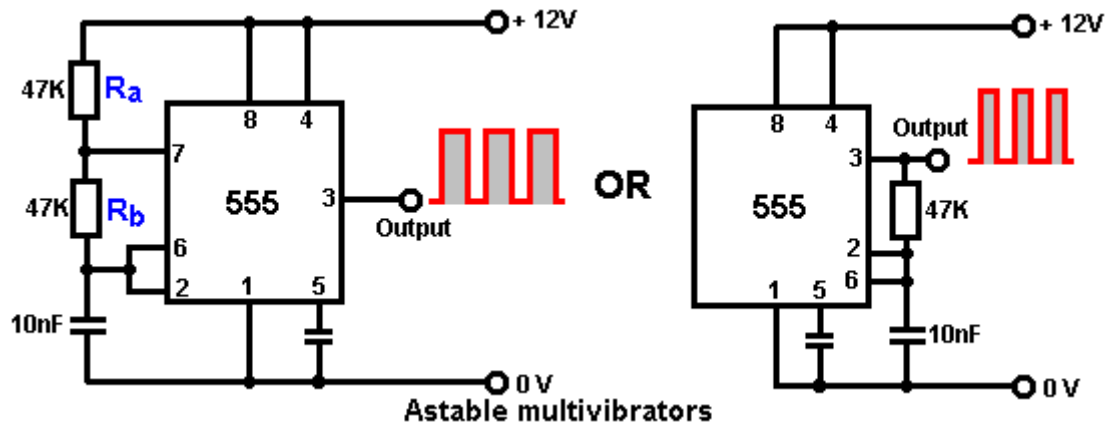 + 12V
47K
Ra
8
4
7
47K
Rb
555
3
Output
6
2
1
5
10nF
0 V
OR
+ 12V
8
4
Output
3
555
47K
2
6
1
5
10nF
0 V
Astable multivibrators